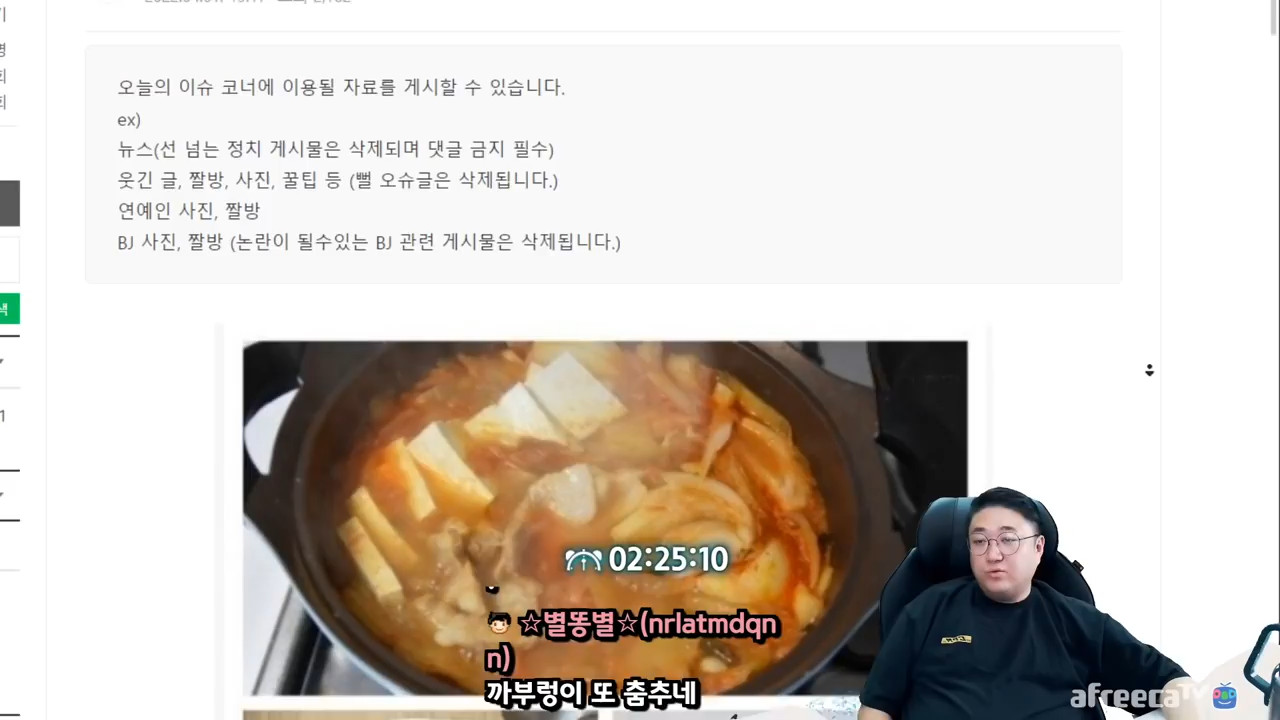 오늘의 이슈 코너에 이용될 자료를 게시할 수 있습니다.
ex)
뉴스(선 넘는 정치 게시물은 삭제되며 댓글 금지 필수)
웃긴 글, 짤방, 사진, 꿀팁 등 (뻘 오슈글은 삭제됩니다.)
연예인 사진, 짤방
BJ 사진, 짤방 (논란이 될수있는 BJ 관련 게시물은 삭제됩니다.)
02:25:10
☆별똥별☆(nrlatmdqn
n)
까부렁이 또 춤추네
afreecaTV
회
회
색
1